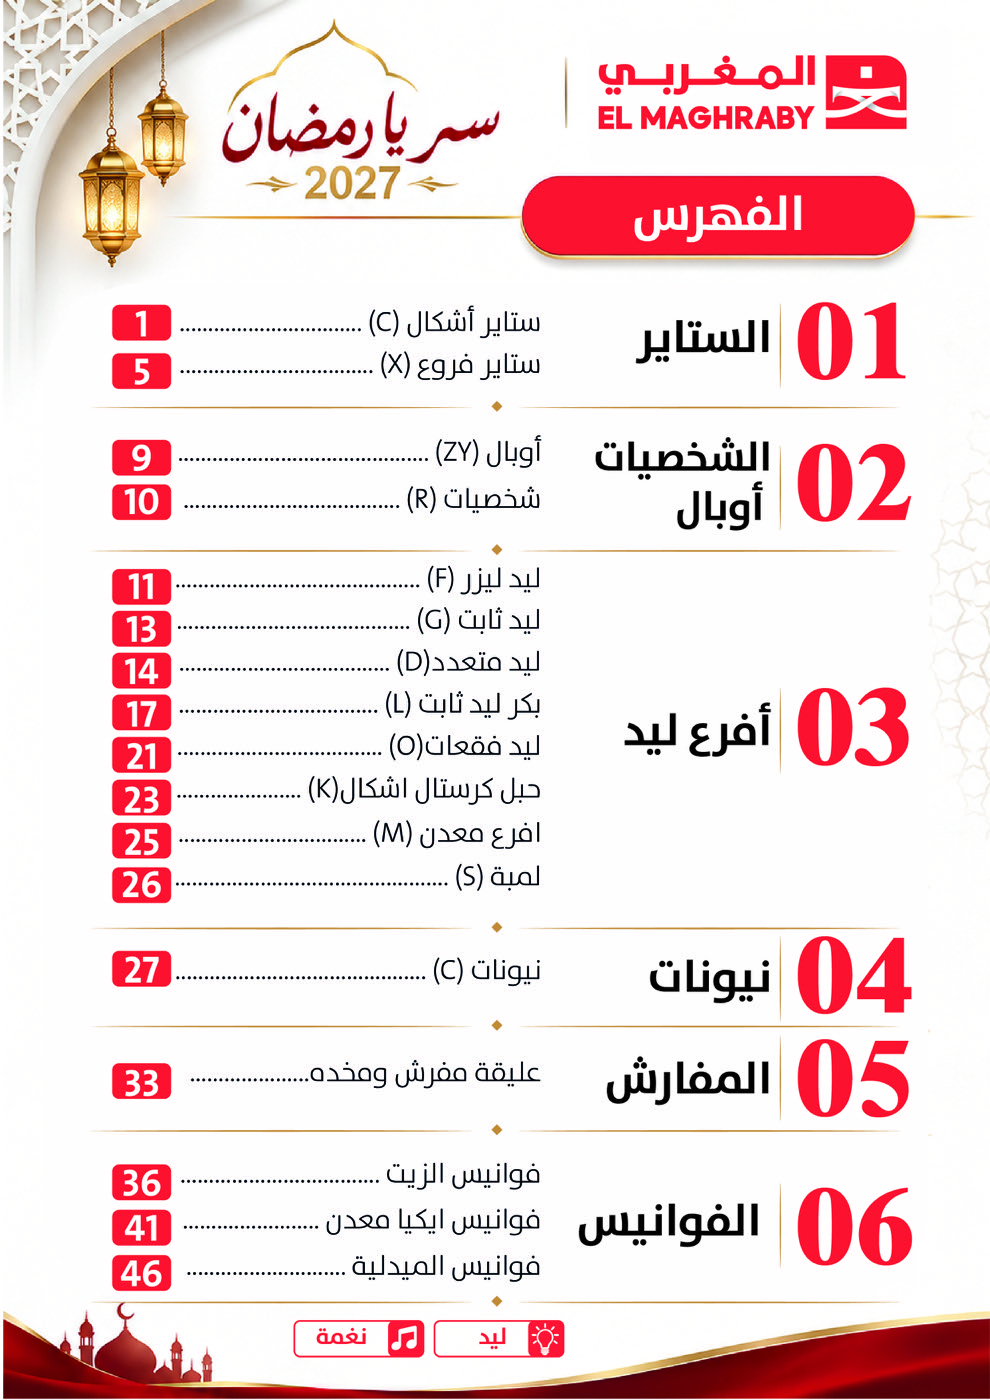 المغربي
EL MAGHRABY
سر يا رمضان
2027
الفهرس
01
الستاير
ستاير أشكال (C) ................................ 1
ستاير فروع (X) .................................. 5
02
الشخصيات
أوبال
أوبال (ZY) ............................................ 9
شخصيات (R) ...................................... 10
03
أفرع ليد
ليد ليزر (F) ........................................... 11
ليد ثابت (G) ......................................... 13
ليد متعدد(D) ..................................... 14
بكر ليد ثابت (L) ................................... 17
ليد فقعات(O) .................................... 21
حبل كرستال اشكال(K) ...................... 23
افرع معدن (M) ................................. 25
لمبة (S) ................................................ 26
04
نيونات
نيونات (C) ............................................ 27
05
المفارش
عليقة مفرش ومخده..................... 33
06
الفوانيس
فوانيس الزيت ................................... 36
فوانيس ايكيا معدن ........................ 41
فوانيس الميدلية ............................ 46
ليد
نغمة